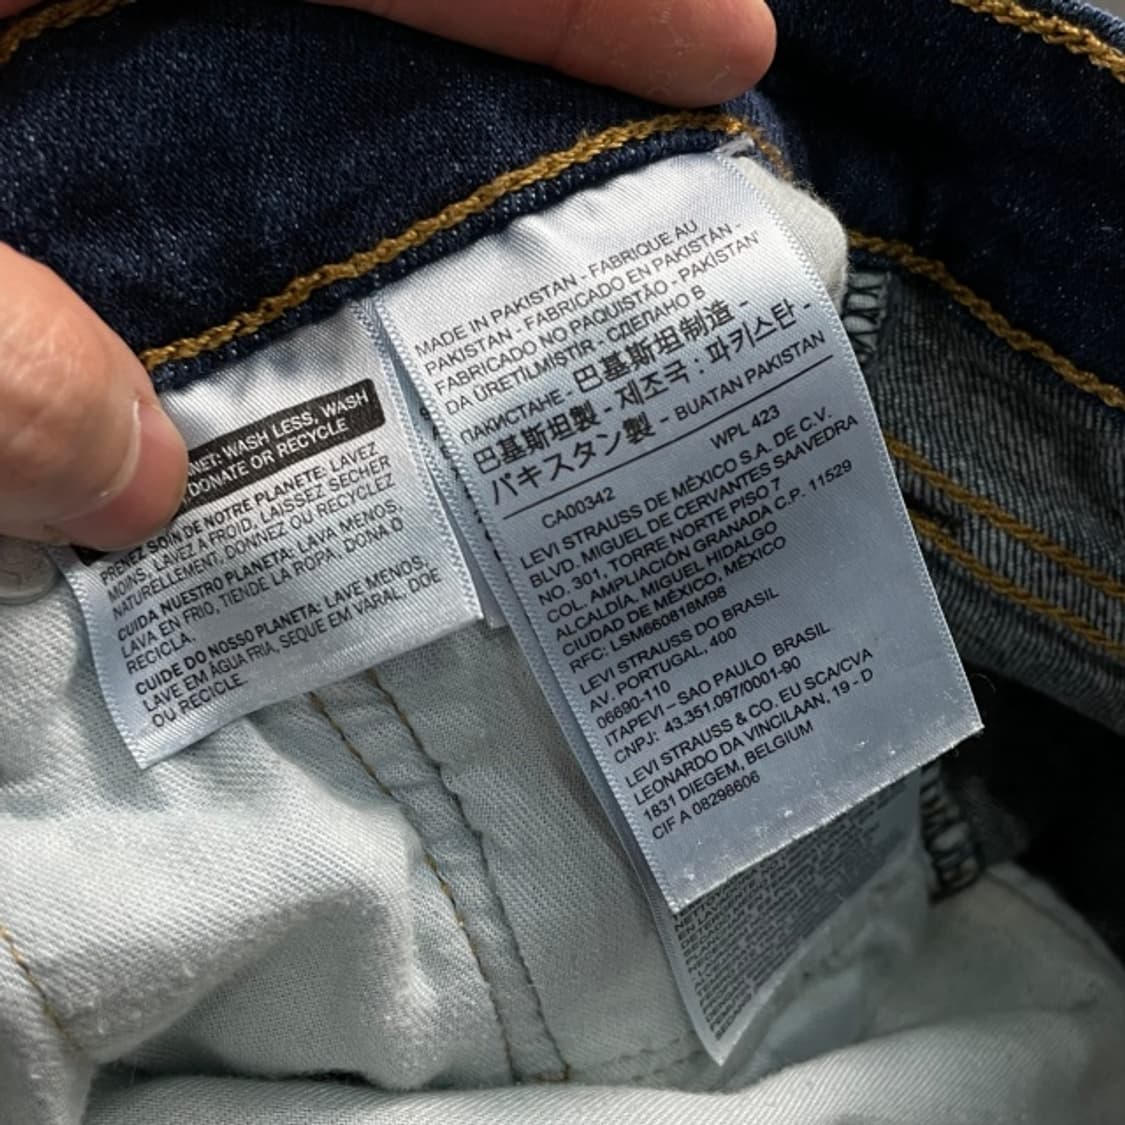 NET: WASH LESS, WASH
DONATE OR RECYCLE
PRENEZ SOIN DE NOTRE PLANETE: LAVEZ
MOINS, LAVEZ A FROID, LAISSEZ SÉCHER
NATURELLEMENT, DONNEZ OU RECYCLEZ
CUIDA NUESTRO PLANETA: LAVA MENOS,
LAVA EN FRIO, TIENDE LA ROPA, DONA O
RECICLA.
CUIDE DO NOSSO PLANETA: LAVE MENOS,
LAVE EM ÁGUA FRIA, SEQUE EM VARAL, DOE
OU RECICLE.
MADE IN PAKISTAN - FABRIQUE AU
PAKISTAN - FABRICADO EN PAKISTÁN -
FABRICADO NO PAQUISTÃO - PAKİSTAN'
DA ÜRETİLMİSTİR - СДЕЛАНО В
ПАКИСТАНЕ - 巴基斯坦制造 -
巴基斯坦製 - 제조국 : 파키스탄 -
パキスタン製 - BUATAN PAKISTAN
CA00342 WPL 423
LEVI STRAUSS DE MÉXICO S.A. DE C.V.
BLVD. MIGUEL DE CERVANTES SAAVEDRA
NO. 301, TORRE NORTE PISO 7
COL. AMPLIACIÓN GRANADA C.P. 11529
ALCALDÍA, MIGUEL HIDALGO
CIUDAD DE MÉXICO, MÉXICO
RFC: LSM660818M98
LEVI STRAUSS DO BRASIL
AV. PORTUGAL, 400
06690-110
ITAPEVI – SAO PAULO BRASIL
CNPJ: 43.351.097/0001-90
LEVI STRAUSS & CO. EU SCA/CVA
LEONARDO DA VINCILAAN, 19 - D
1831 DIEGEM, BELGIUM
CIF A 08298606